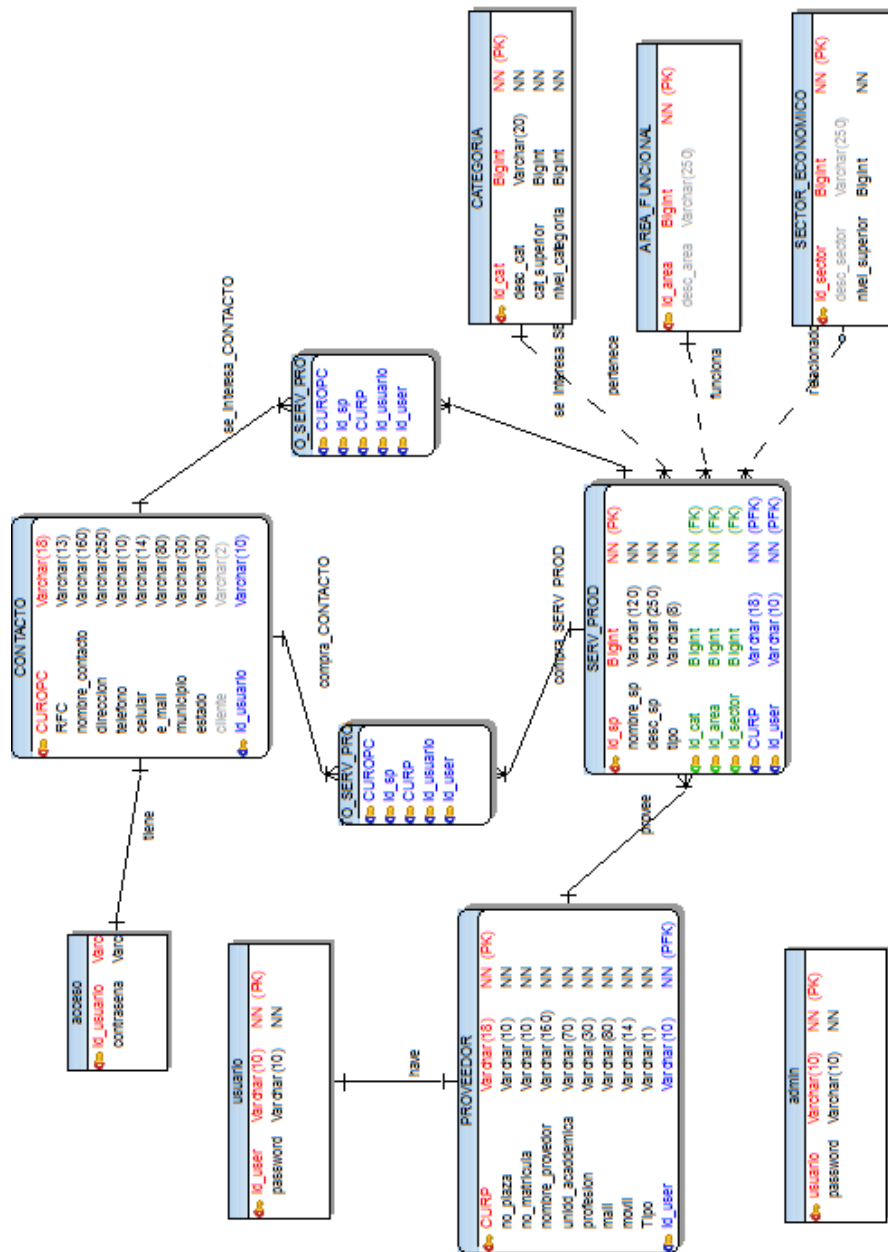 CONTACTO
CUROPC Varchar(18)
RFC Varchar(13)
nombre_contacto Varchar(160)
direccion Varchar(250)
telefono Varchar(10)
celular Varchar(14)
e_mail Varchar(80)
municipio Varchar(30)
estado Varchar(30)
cliente Varchar(2)
Id_usuario Varchar(10)
acceso
Id_usuario Varc
contrasena Varc
tiene
usuario
Id_user Varchar(10) NN (PK)
password Varchar(10) NN
have
PROVEEDOR
CURP Varchar(18) NN (PK)
no_plaza Varchar(10) NN
no_matricula Varchar(10) NN
nombre_provedor Varchar(160) NN
unidd_acaddemica Varchar(70) NN
profesion Varchar(30) NN
mail Varchar(80) NN
movil Varchar(14) NN
Tipo Varchar(1) NN
Id_user Varchar(10) NN (PFK)
admin
usuario Varchar(10) NN (PK)
password Varchar(10) NN
provee
compra_CONTACTO
O_SERV_PRO
CUROPC
Id_sp
CURP
Id_usuario
Id_user
compra_SERV_PROD
se_Interesa_CONTACTO
O_SERV_PRO
CUROPC
Id_sp
CURP
Id_usuario
Id_user
se_Interesa_SE
SERV_PROD
Id_sp Bigint NN (PK)
nombre_sp Varchar(120) NN
desc_sp Varchar(250) NN
tipo Varchar(8) NN
Id_cat Bigint NN (FK)
Id_area Bigint NN (FK)
Id_sector Bigint (FK)
CURP Varchar(18) NN (PFK)
Id_user Varchar(10) NN (PFK)
pertenece
funciona
relacionado
CATEGORIA
Id_cat Bigint NN (PK)
desc_cat Varchar(20) NN
cat_superior Bigint NN
nivel_categoria Bigint NN
AREA_FUNCIONAL
Id_area Bigint NN (PK)
desc_area Varchar(250)
SECTOR_ECONOMICO
Id_sector Bigint NN (PK)
desc_sector Varchar(250)
nivel_superior Bigint NN